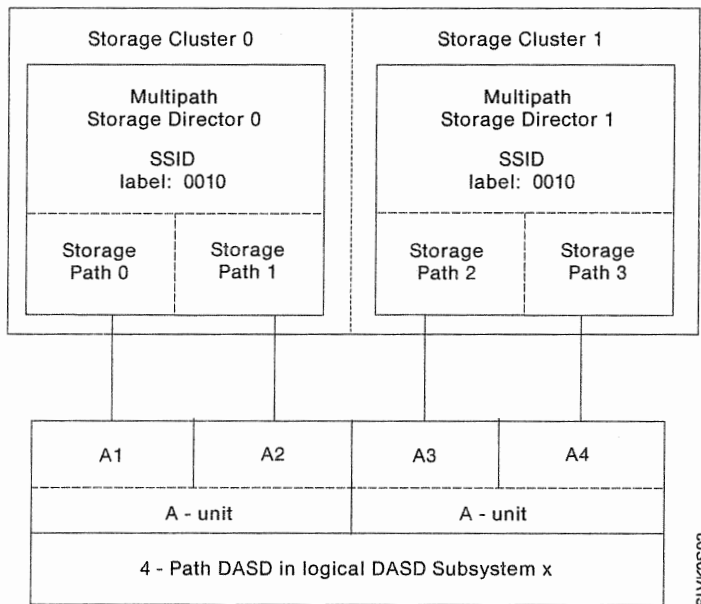 Storage Cluster 0
Storage Cluster 1
Multipath
Storage Director 0
SSID
label: 0010
Multipath
Storage Director 1
SSID
label: 0010
Storage
Path 0
Storage
Path 1
Storage
Path 2
Storage
Path 3
A1
A2
A3
A4
A - unit
A - unit
4 - Path DASD in logical DASD Subsystem x